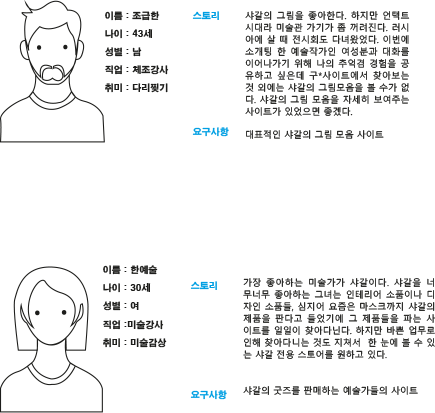 이름 : 조급한
나이 : 43세
성별 : 남
직업 : 체조강사
취미 : 다리찢기
스토리
샤갈의 그림을 좋아한다. 하지만 언택트
시대라 미술관 가기가 좀 꺼려진다. 러시
아에 살 때 전시회도 다녀왔었다. 이번에
소개팅 한 예술작가인 여성분과 대화를
이어나가기 위해 나의 추억겸 경험을 공
유하고 싶은데 구*사이트에서 찾아보는
것 외에는 샤갈의 그림모음을 볼 수가 없
다. 샤갈의 그림 모음을 자세히 보여주는
사이트가 있었으면 좋겠다.
요구사항
대표적인 샤갈의 그림 모음 사이트
이름 : 한예슬
나이 : 30세
성별 : 여
직업 :미술강사
취미 : 미술감상
스토리
가장 좋아하는 미술가가 샤갈이다. 샤갈을 너
무너무 좋아하는 그녀는 인테리어 소품이나 디
자인 소품들, 심지어 요즘은 마스크까지 샤갈의
제품을 판다고 들었기에 그 제품들을 파는 사
이트를 일일이 찾아다닌다. 하지만 바쁜 업무로
인해 찾아다니는 것도 지쳐서 한 눈에 볼 수 있
는 샤갈 전용 스토어를 원하고 있다.
요구사항
샤갈의 굿즈를 판매하는 예술가들의 사이트